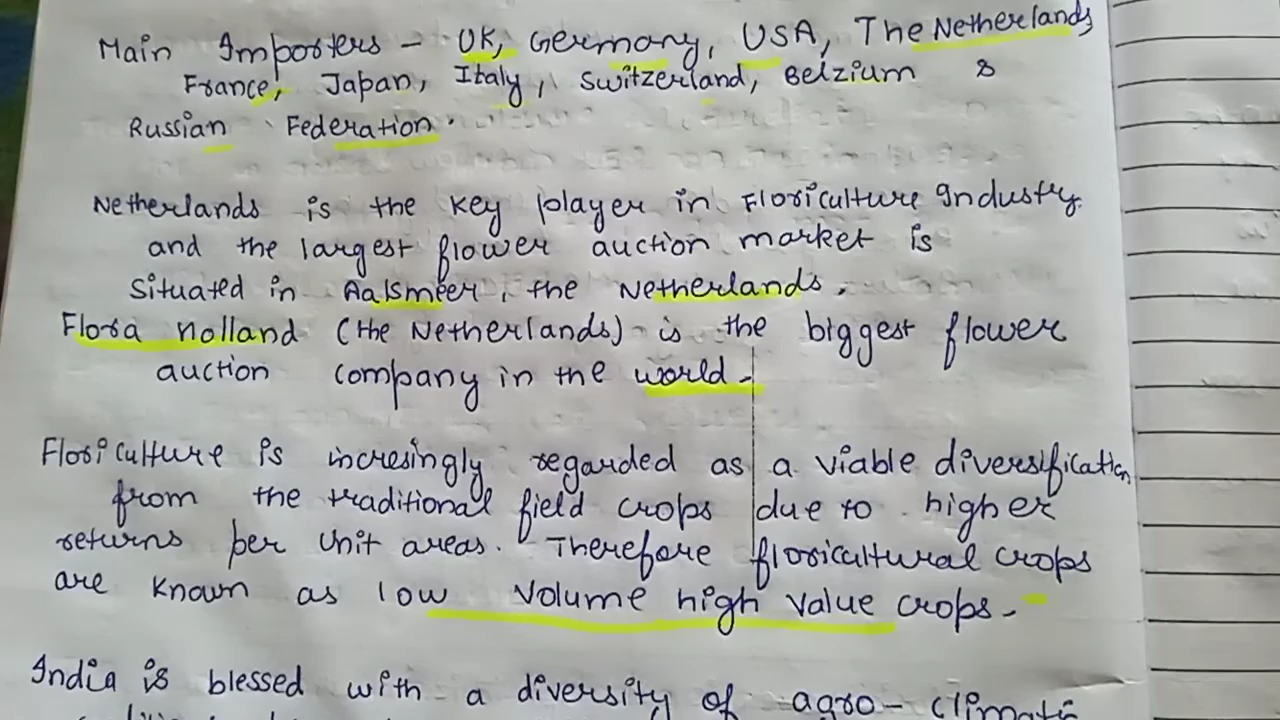 Main Importers - UK, Germany, USA, The Netherlands
France, Japan, Italy, Switzerland, Belzium &
Russian Federation.
Netherlands is the key player in Floriculture Industry
and the largest flower auction market is
situated in Aalsmeer, the Netherlands.
Flora Holland (the Netherlands) is the biggest flower
auction company in the world -
Floriculture is incresingly regarded as a viable diversification
from the traditional field crops due to higher
returns per unit areas. Therefore floricultural crops
are known as low volume high value crops -
India is blessed with a diversity of agro-climatic